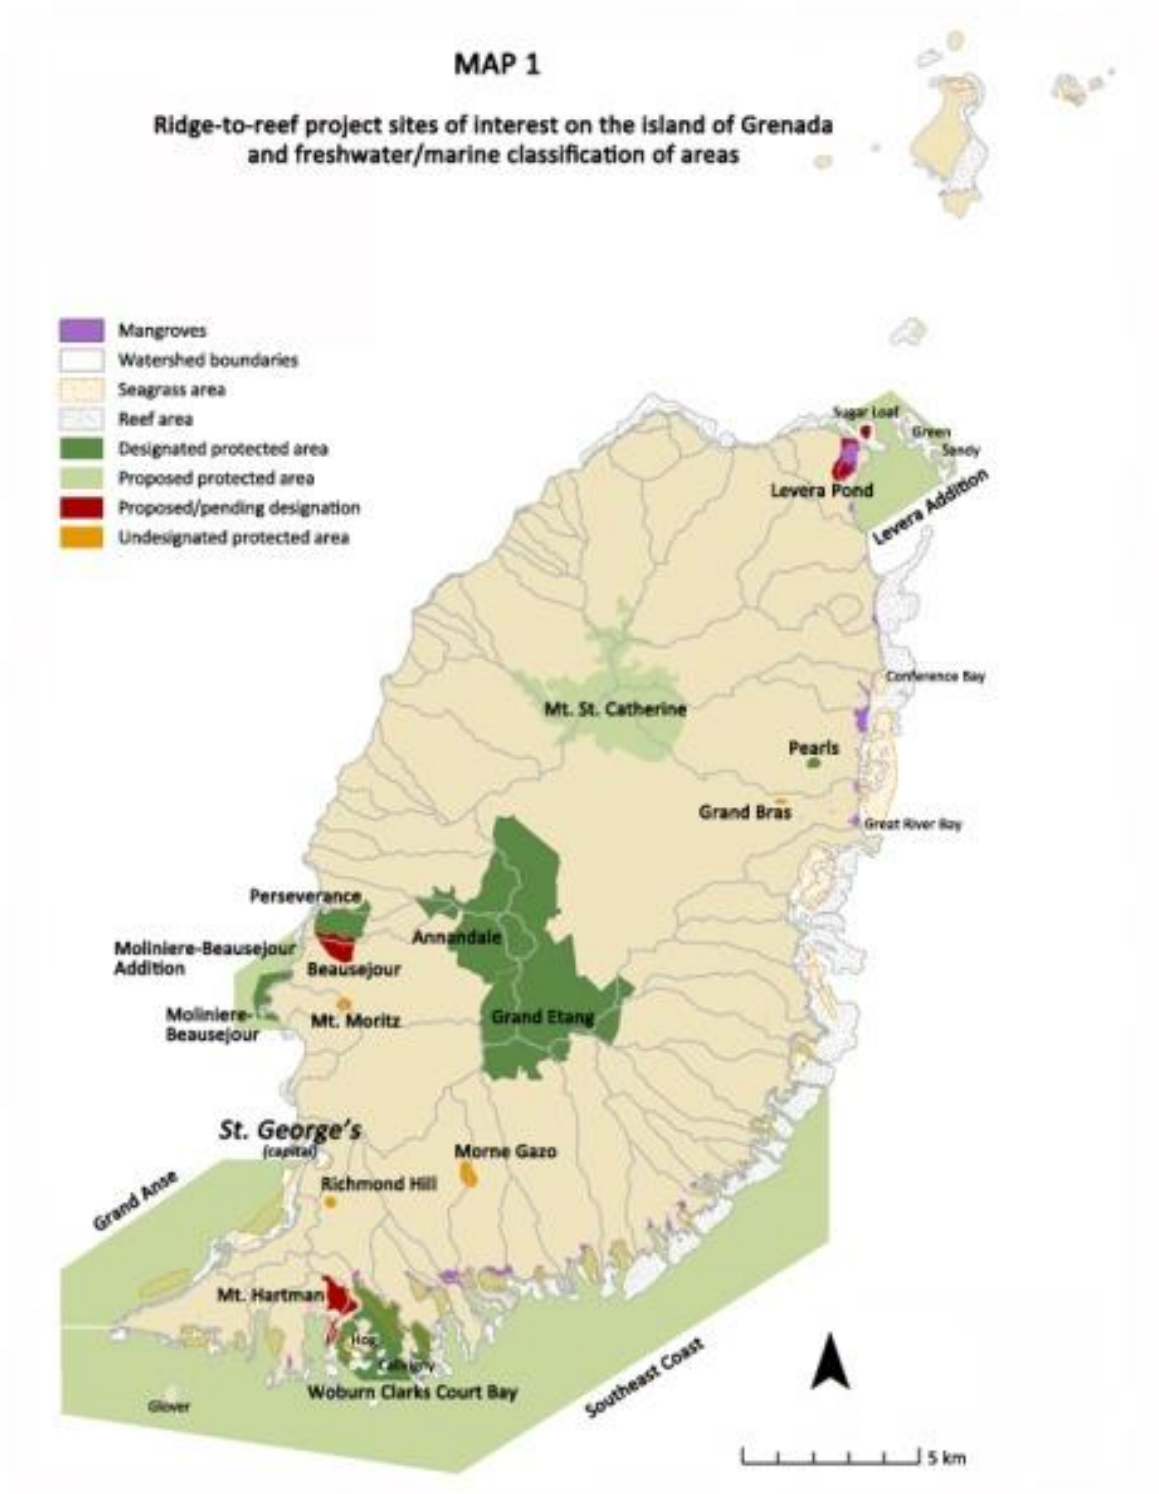 MAP 1
Ridge-to-reef project sites of interest on the island of Grenada
and freshwater/marine classification of areas
Mangroves
Watershed boundaries
Seagrass area
Reef area
Designated protected area
Proposed protected area
Proposed/pending designation
Undesignated protected area
Sugar Loaf
Green
Sandy
Levera Pond
Levera Addition
Conference Bay
Mt. St. Catherine
Pearls
Grand Bras
Great River Bay
Perseverance
Annandale
Moliniere-Beausejour
Addition
Beausejour
Moliniere-
Beausejour
Mt. Moritz
Grand Etang
St. George's
(capital)
Morne Gazo
Richmond Hill
Grand Anse
Mt. Hartman
Hog
Calivigny
Woburn Clarks Court Bay
Glover
Southeast Coast
5 km